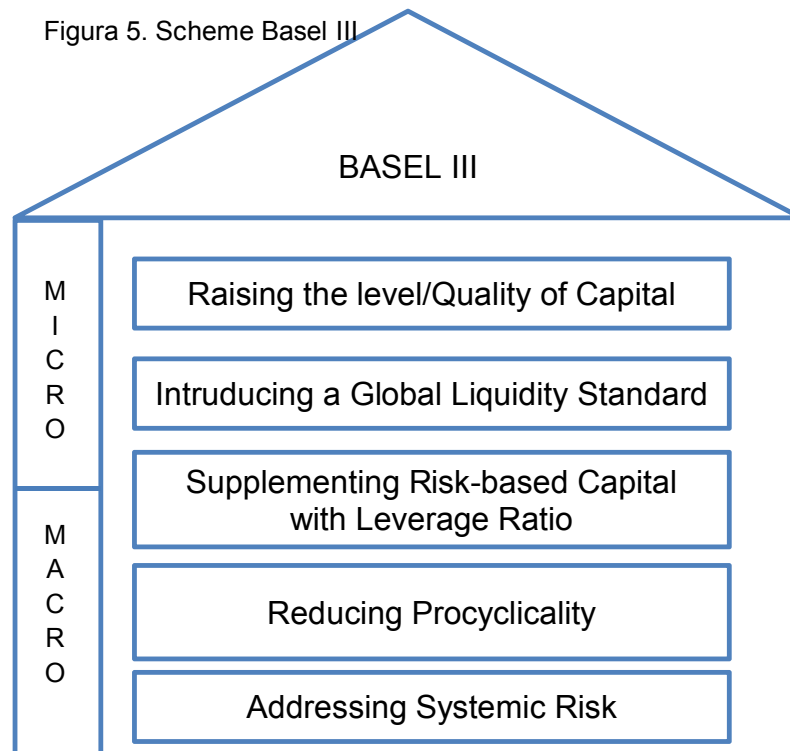 Figura 5. Scheme Basel III
BASEL III
M
I
C
R
O
Raising the level/Quality of Capital
Intruducing a Global Liquidity Standard
Supplementing Risk-based Capital
with Leverage Ratio
M
A
C
R
O
Reducing Procyclicality
Addressing Systemic Risk